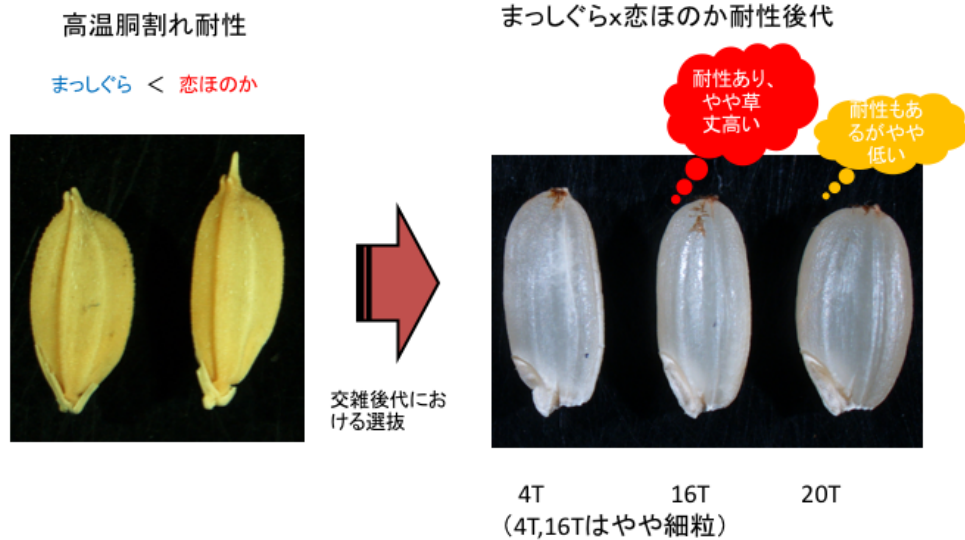 高温胴割れ耐性
まっしぐら ＜ 恋ほのか
交雑後代にお
ける選抜
まっしぐらx恋ほのか耐性後代
耐性あり、
やや草
丈高い
耐性もあ
るがやや
低い
4T 16T 20T
（4T,16Tはやや細粒）